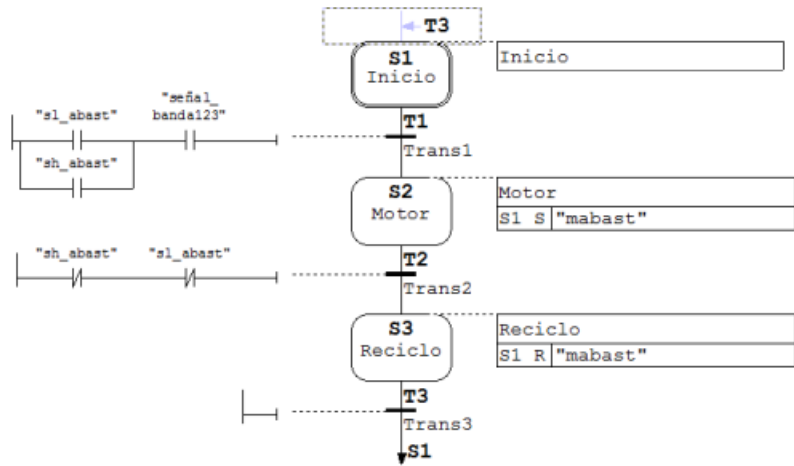 T3
S1
Inicio
Inicio
"sl_abast"
"señal_
banda123"
T1
Trans1
"sh_abast"
S2
Motor
Motor
S1 S "mabast"
"sh_abast" "sl_abast"
T2
Trans2
S3
Reciclo
Reciclo
S1 R "mabast"
T3
Trans3
S1